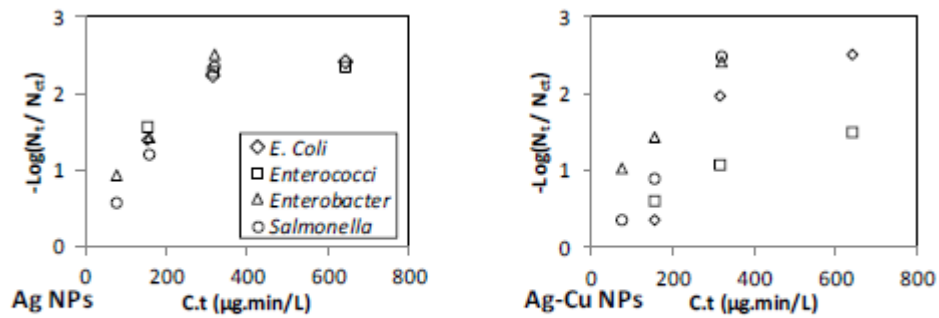 3
2
1
0
-Log(Nt / Nct)
E. Coli
Enterococci
Enterobacter
Salmonella
0 200 400 600 800
Ag NPs
C.t (µg.min/L)
3
2
1
0
-Log(Nt / Nct)
0 200 400 600 800
Ag-Cu NPs
C.t (µg.min/L)